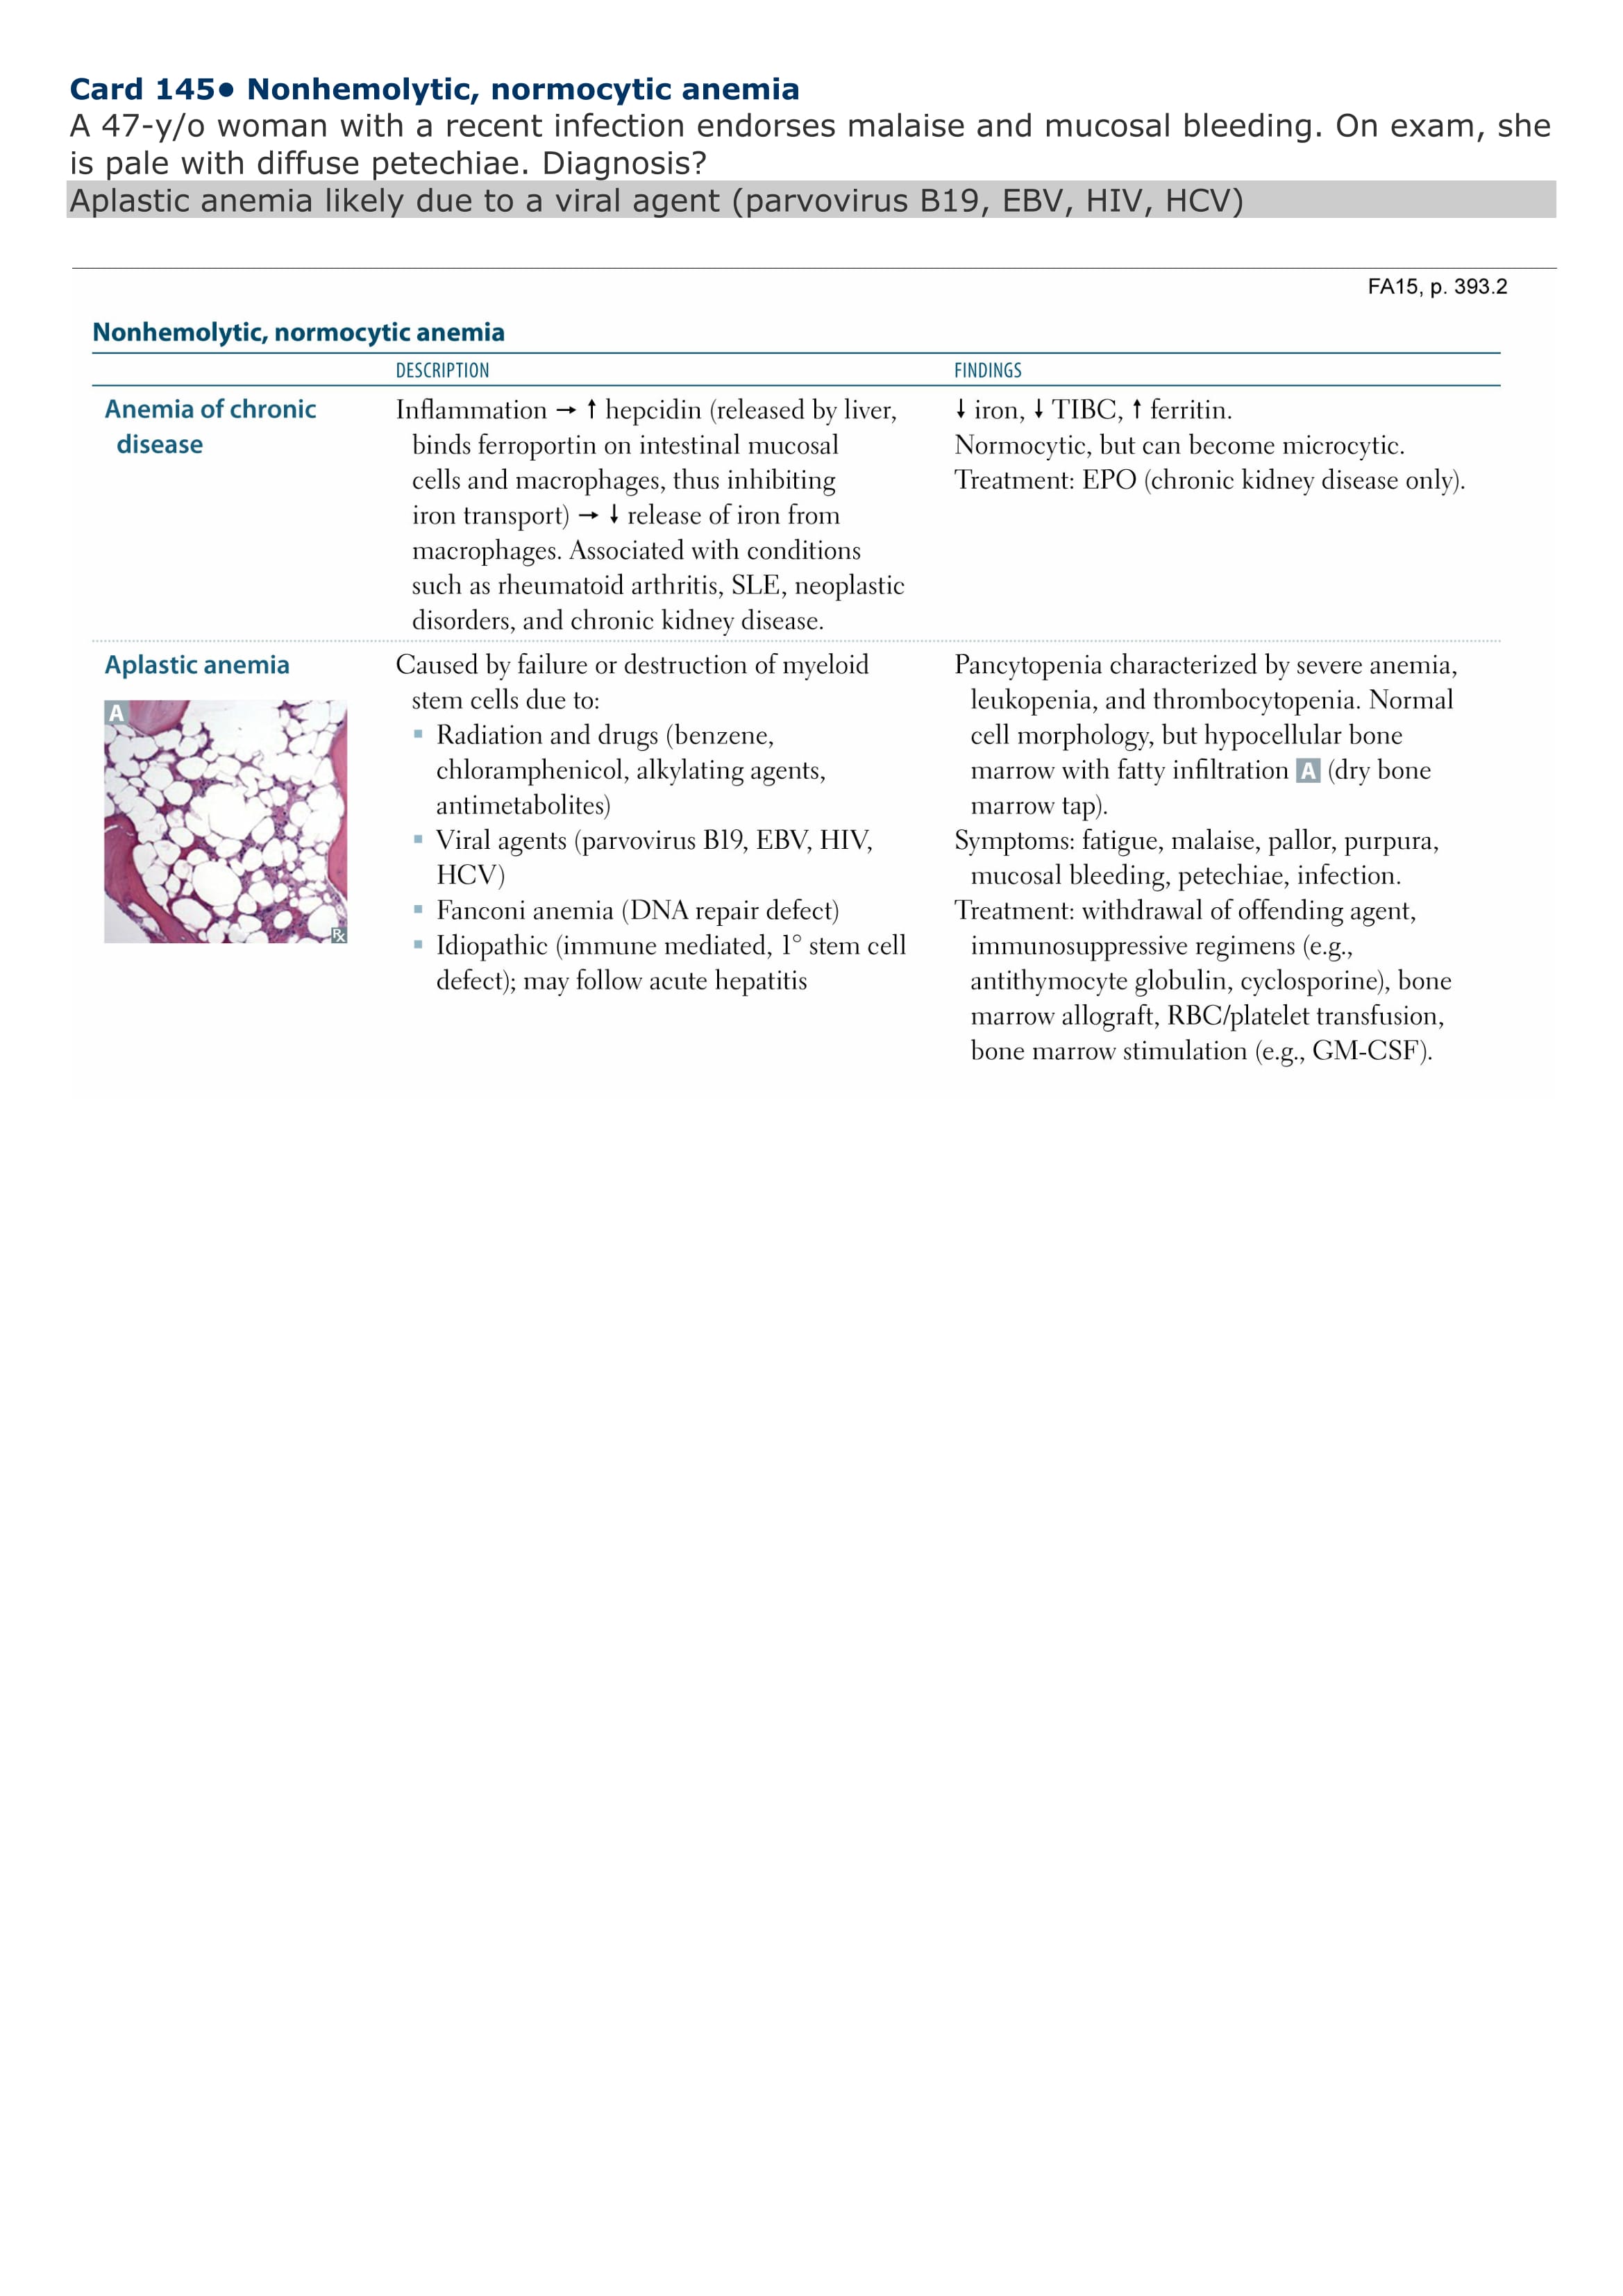 Card 145• Nonhemolytic, normocytic anemia
A 47-y/o woman with a recent infection endorses malaise and mucosal bleeding. On exam, she
is pale with diffuse petechiae. Diagnosis?
Aplastic anemia likely due to a viral agent (parvovirus B19, EBV, HIV, HCV)
FA15, p. 393.2
Nonhemolytic, normocytic anemia
DESCRIPTION
FINDINGS
Anemia of chronic
disease
Inflammation → ↑ hepcidin (released by liver,
binds ferroportin on intestinal mucosal
cells and macrophages, thus inhibiting
iron transport) → ↓ release of iron from
macrophages. Associated with conditions
such as rheumatoid arthritis, SLE, neoplastic
disorders, and chronic kidney disease.
↓ iron, ↓ TIBC, ↑ ferritin.
Normocytic, but can become microcytic.
Treatment: EPO (chronic kidney disease only).
Aplastic anemia
A
℞
Caused by failure or destruction of myeloid
stem cells due to:
▪ Radiation and drugs (benzene,
chloramphenicol, alkylating agents,
antimetabolites)
▪ Viral agents (parvovirus B19, EBV, HIV,
HCV)
▪ Fanconi anemia (DNA repair defect)
▪ Idiopathic (immune mediated, 1° stem cell
defect); may follow acute hepatitis
Pancytopenia characterized by severe anemia,
leukopenia, and thrombocytopenia. Normal
cell morphology, but hypocellular bone
marrow with fatty infiltration A (dry bone
marrow tap).
Symptoms: fatigue, malaise, pallor, purpura,
mucosal bleeding, petechiae, infection.
Treatment: withdrawal of offending agent,
immunosuppressive regimens (e.g.,
antithymocyte globulin, cyclosporine), bone
marrow allograft, RBC/platelet transfusion,
bone marrow stimulation (e.g., GM-CSF).